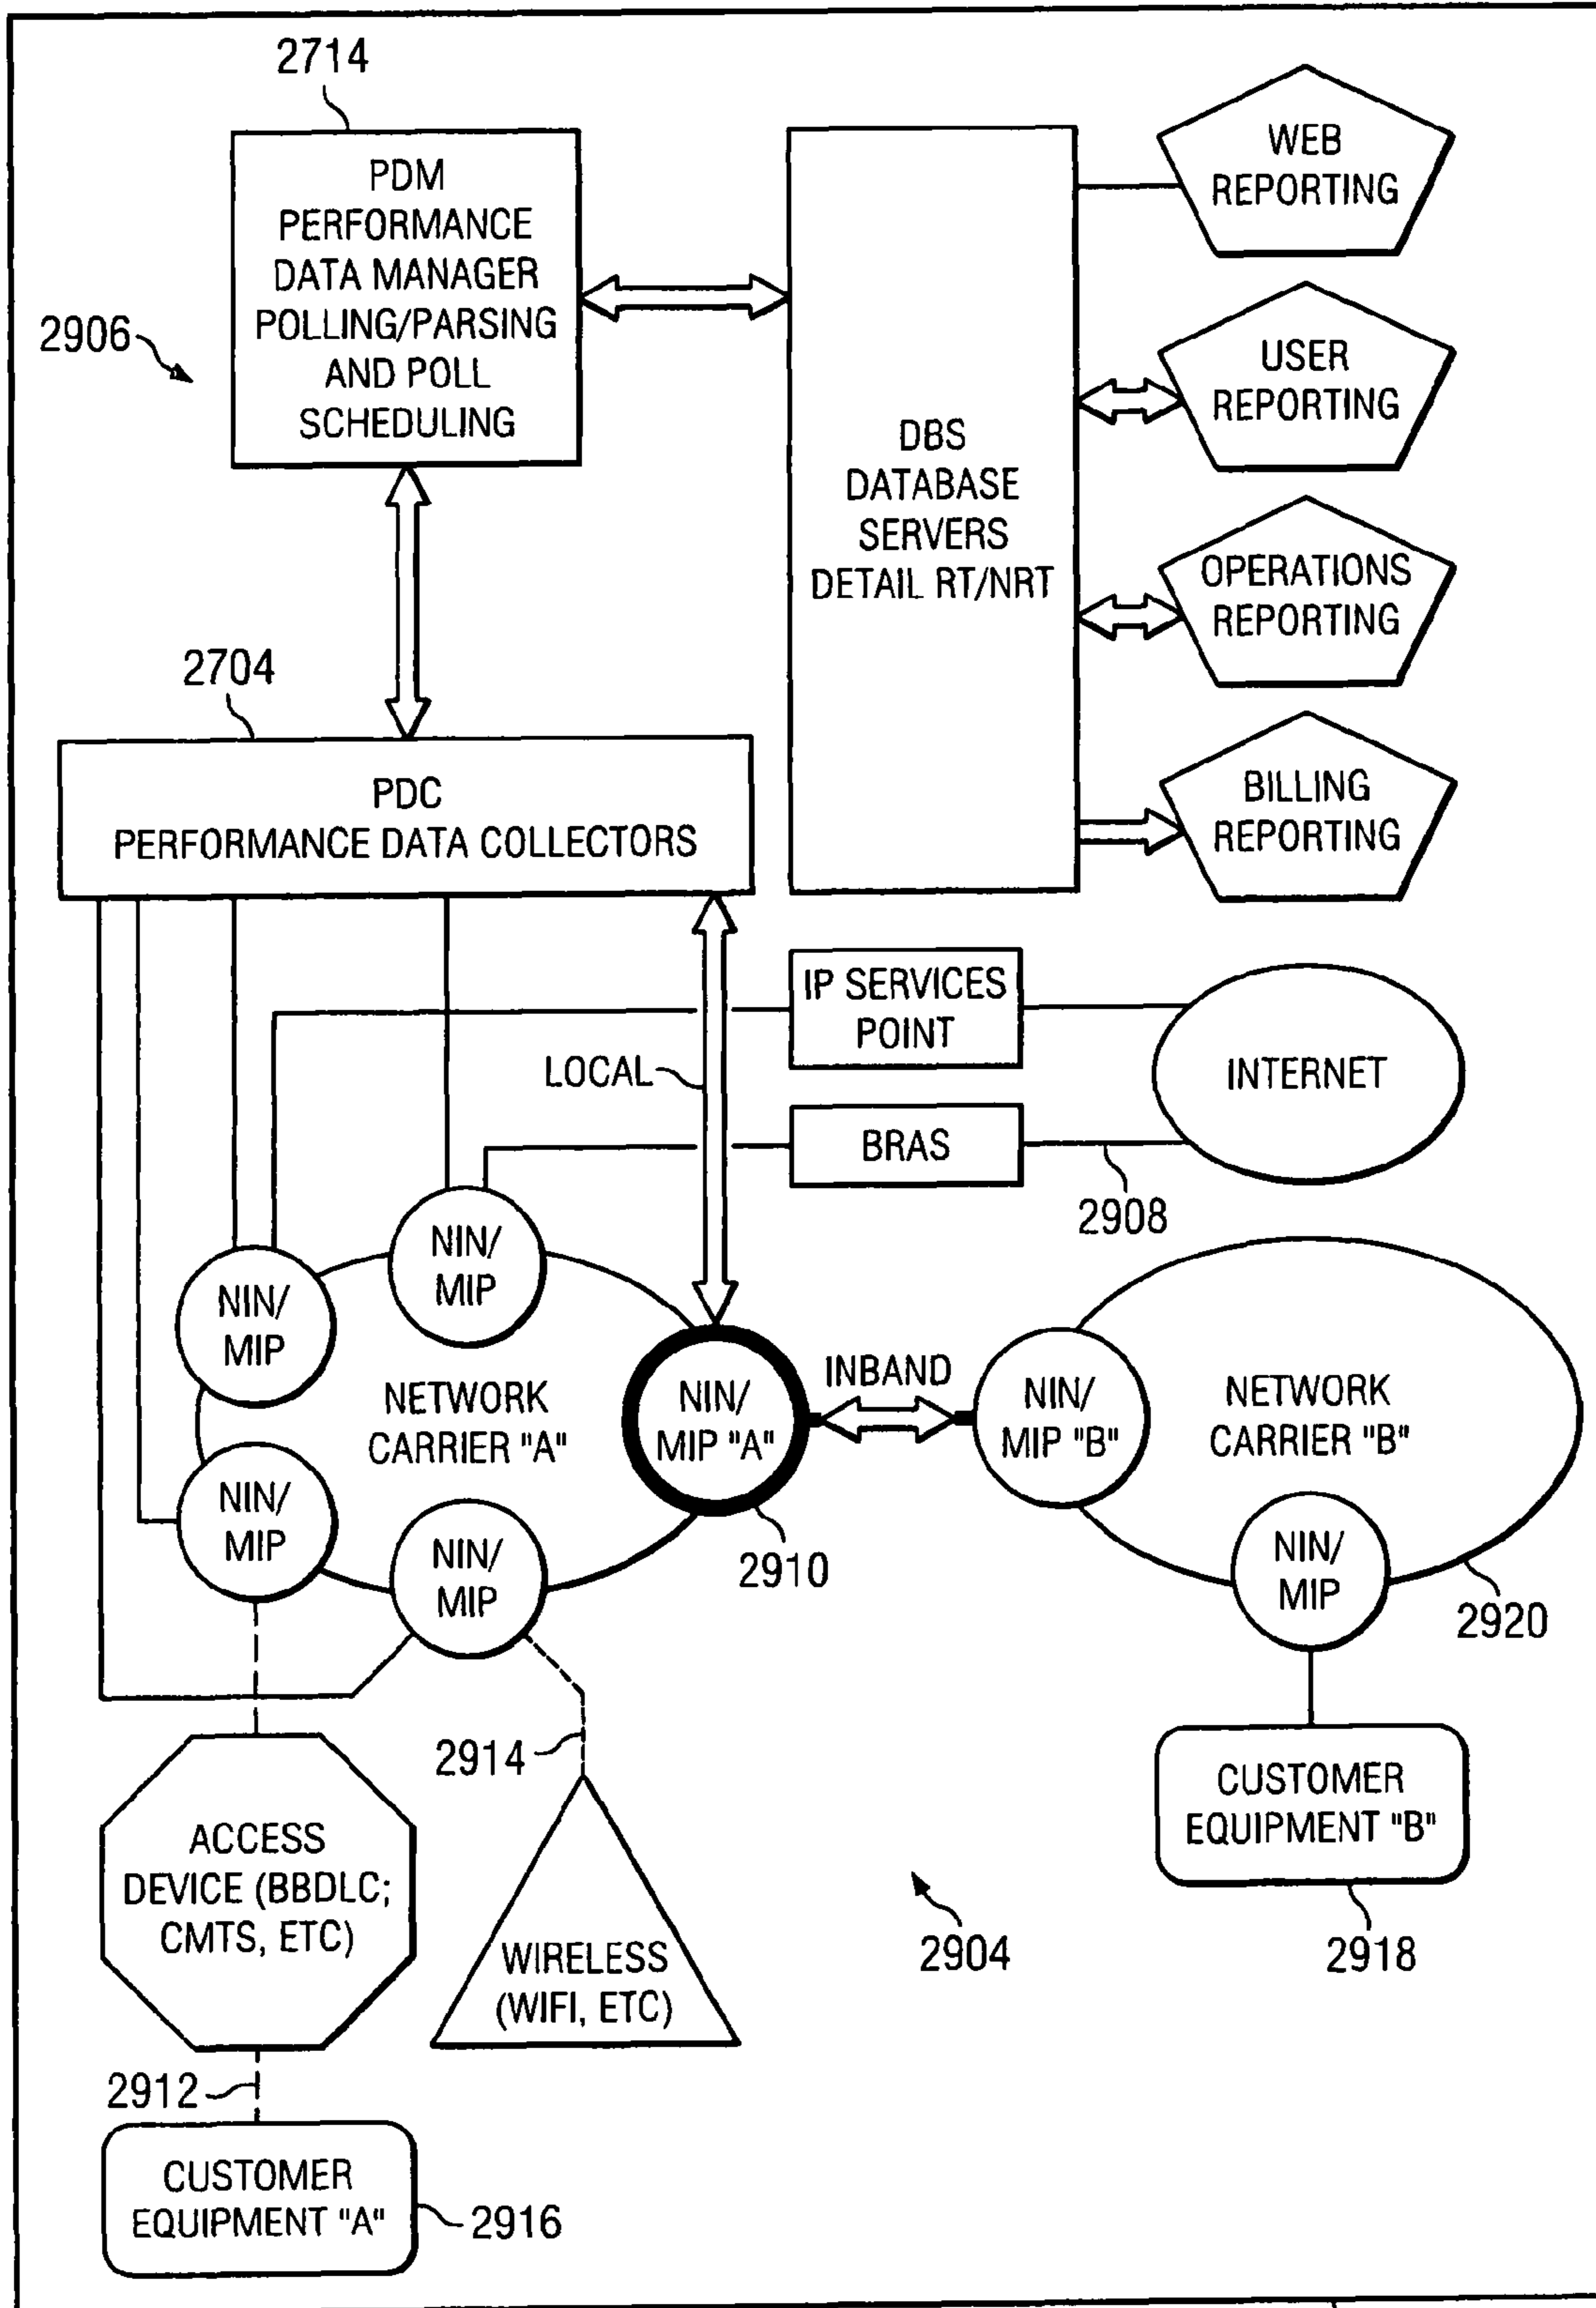 2714
PDM
PERFORMANCE
DATA MANAGER
POLLING/PARSING
AND POLL
SCHEDULING
2906
DBS
DATABASE
SERVERS
DETAIL RT/NRT
WEB
REPORTING
USER
REPORTING
OPERATIONS
REPORTING
BILLING
REPORTING
2704
PDC
PERFORMANCE DATA COLLECTORS
IP SERVICES
POINT
LOCAL
INTERNET
BRAS
2908
NIN/
MIP
NIN/
MIP
NETWORK
CARRIER "A"
NIN/
MIP "A"
INBAND
NIN/
MIP "B"
NETWORK
CARRIER "B"
NIN/
MIP
NIN/
MIP
2910
NIN/
MIP
2920
2914
CUSTOMER
EQUIPMENT "B"
2918
ACCESS
DEVICE (BBDLC;
CMTS, ETC)
WIRELESS
(WIFI, ETC)
2904
2912
CUSTOMER
EQUIPMENT "A"
2916